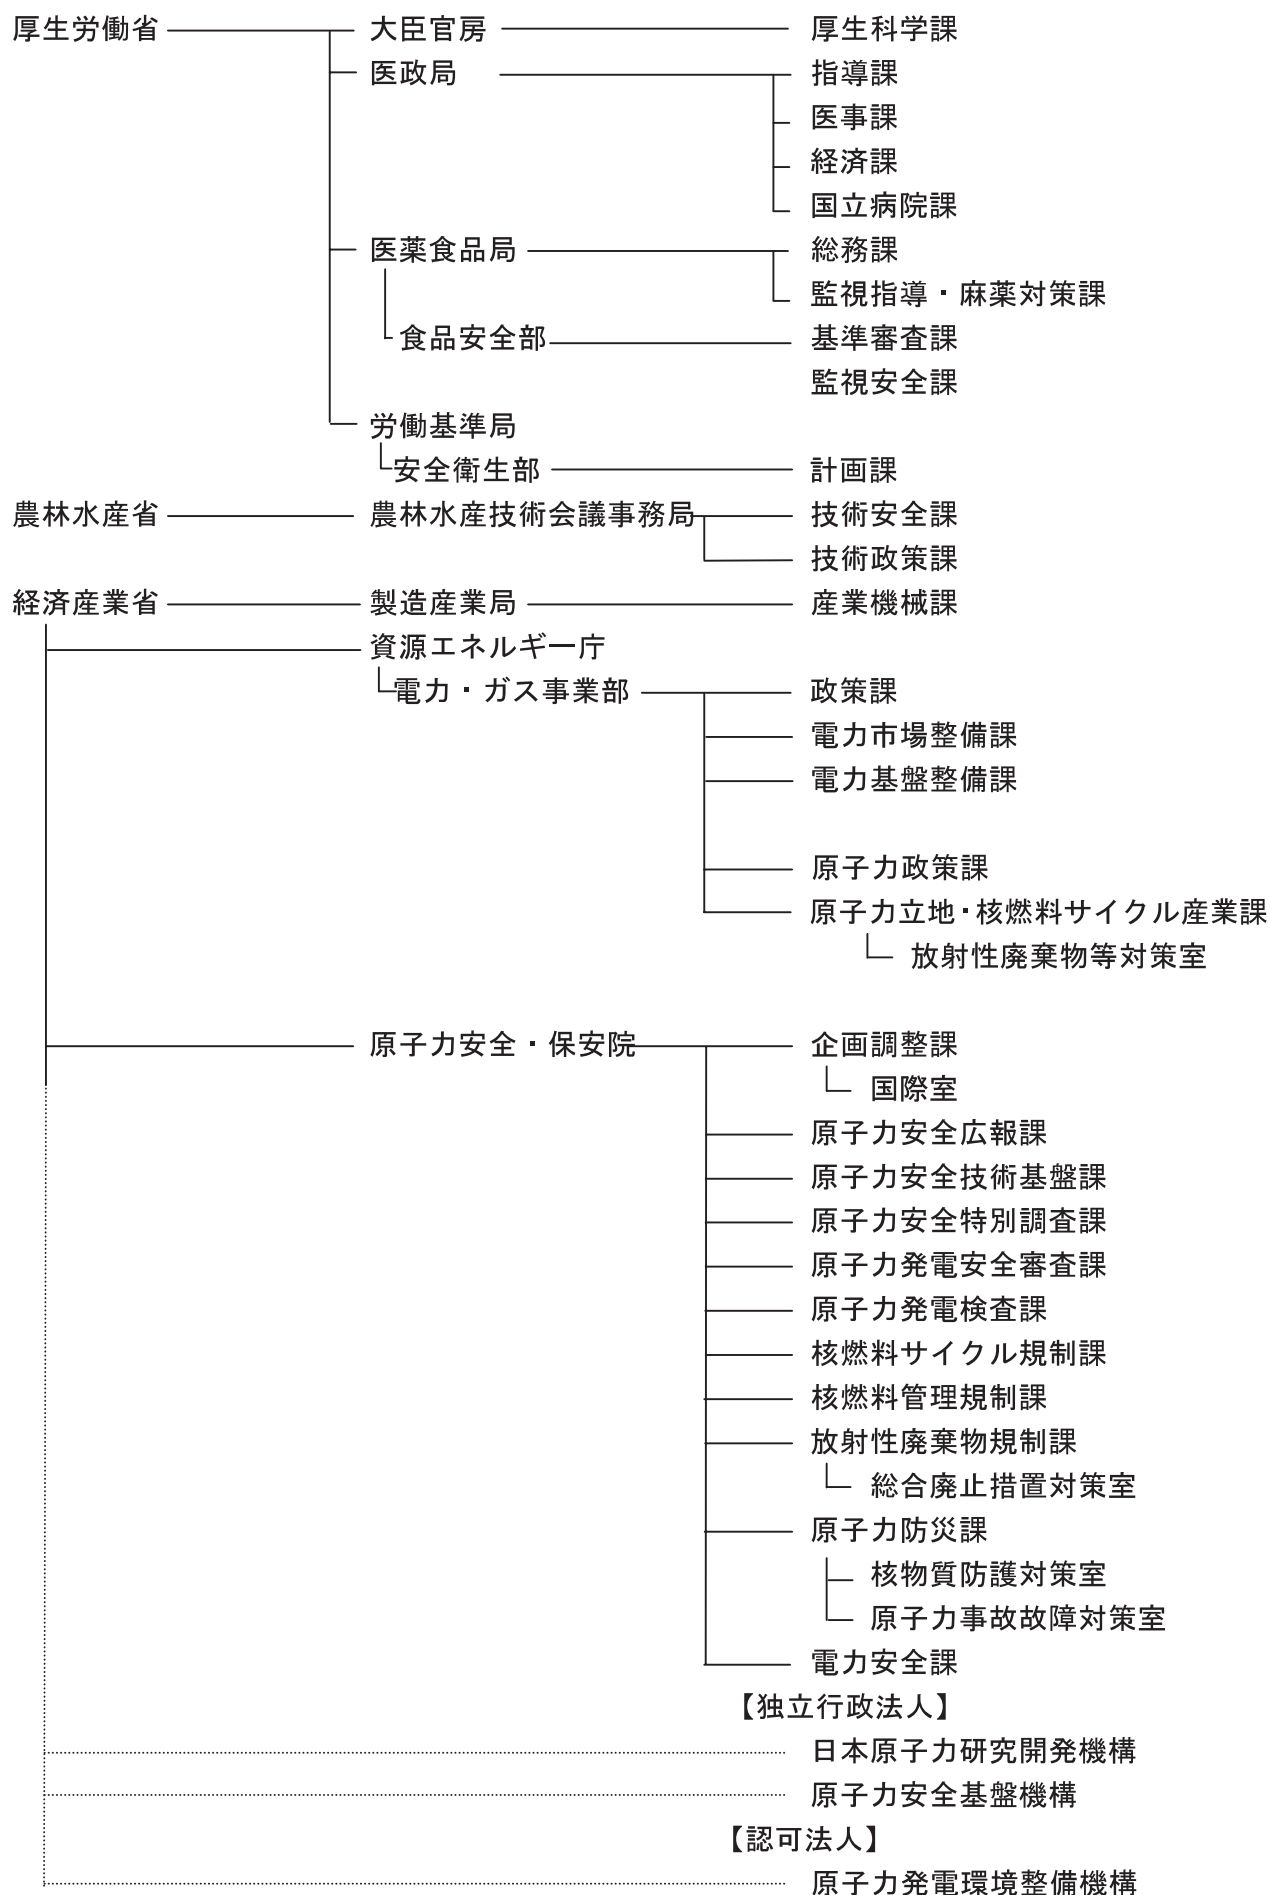 厚生労働省 大臣官房 厚生科学課
医政局 指導課
医事課
経済課
国立病院課
医薬食品局 総務課
監視指導・麻薬対策課
食品安全部 基準審査課
監視安全課
労働基準局
安全衛生部 計画課
農林水産省 農林水産技術会議事務局 技術安全課
技術政策課
経済産業省 製造産業局 産業機械課
資源エネルギー庁
電力・ガス事業部 政策課
電力市場整備課
電力基盤整備課
原子力政策課
原子力立地・核燃料サイクル産業課
放射性廃棄物等対策室
原子力安全・保安院 企画調整課
国際室
原子力安全広報課
原子力安全技術基盤課
原子力安全特別調査課
原子力発電安全審査課
原子力発電検査課
核燃料サイクル規制課
核燃料管理規制課
放射性廃棄物規制課
総合廃止措置対策室
原子力防災課
核物質防護対策室
原子力事故故障対策室
電力安全課
【独立行政法人】
日本原子力研究開発機構
原子力安全基盤機構
【認可法人】
原子力発電環境整備機構